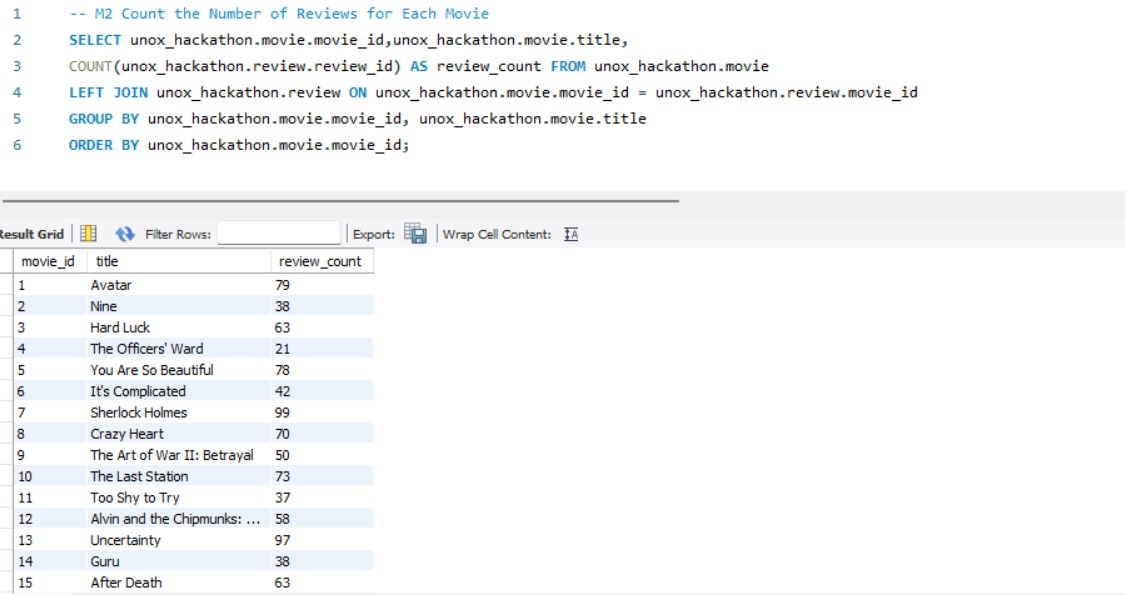 1 -- M2 Count the Number of Reviews for Each Movie
2 SELECT unox_hackathon.movie.movie_id,unox_hackathon.movie.title,
3 COUNT(unox_hackathon.review.review_id) AS review_count FROM unox_hackathon.movie
4 LEFT JOIN unox_hackathon.review ON unox_hackathon.movie.movie_id = unox_hackathon.review.movie_id
5 GROUP BY unox_hackathon.movie.movie_id, unox_hackathon.movie.title
6 ORDER BY unox_hackathon.movie.movie_id;
Result Grid Filter Rows: Export: Wrap Cell Content: IA
movie_id title review_count
1 Avatar 79
2 Nine 38
3 Hard Luck 63
4 The Officers' Ward 21
5 You Are So Beautiful 78
6 It's Complicated 42
7 Sherlock Holmes 99
8 Crazy Heart 70
9 The Art of War II: Betrayal 50
10 The Last Station 73
11 Too Shy to Try 37
12 Alvin and the Chipmunks: ... 58
13 Uncertainty 97
14 Guru 38
15 After Death 63